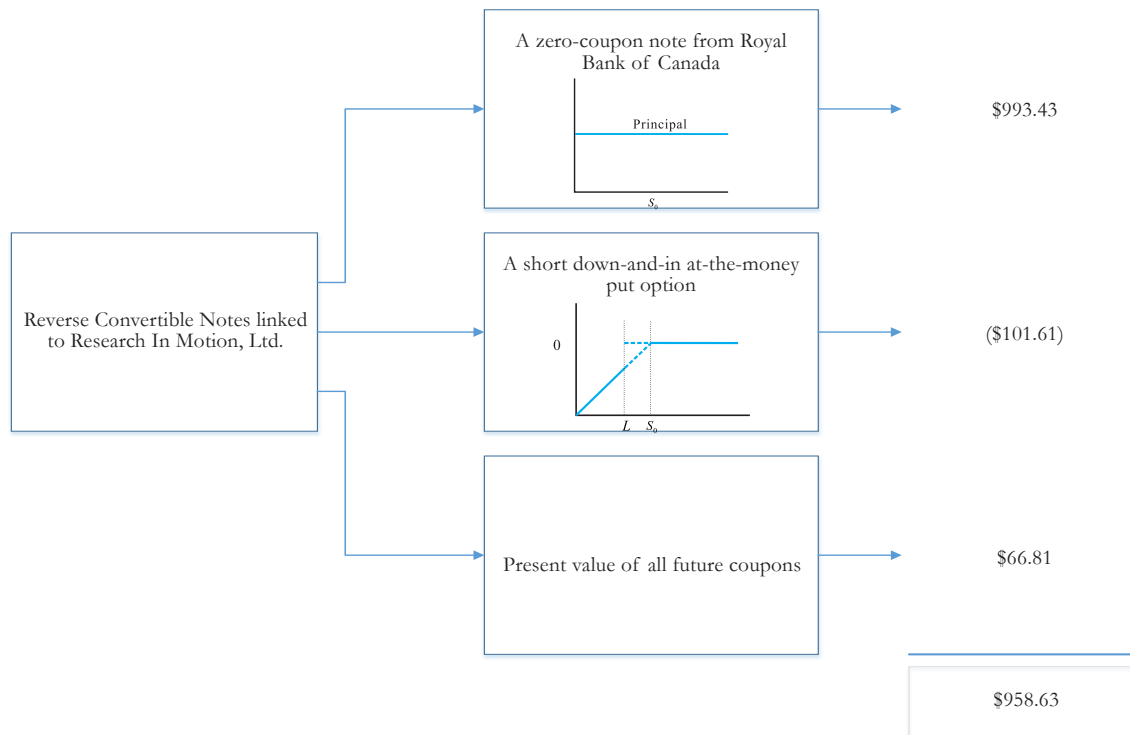 A zero-coupon note from Royal
Bank of Canada
Principal
S₀
$993.43
Reverse Convertible Notes linked
to Research In Motion, Ltd.
A short down-and-in at-the-money
put option
0
L S₀
($101.61)
Present value of all future coupons
$66.81
$958.63